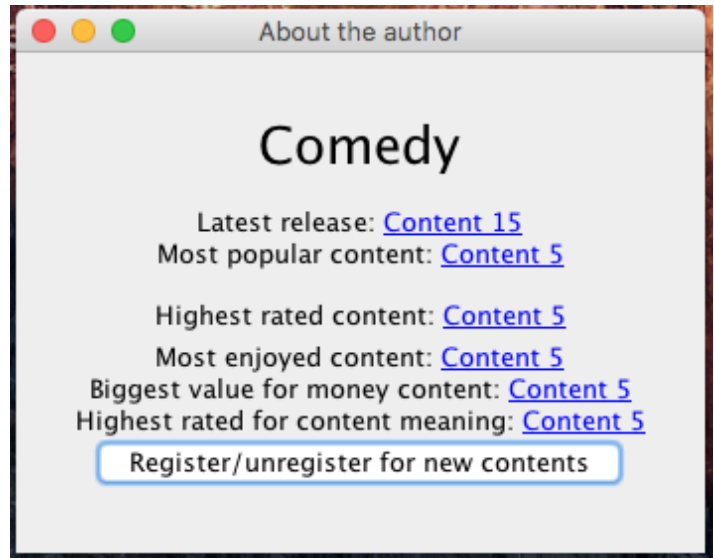 About the author
Comedy
Latest release: Content 15
Most popular content: Content 5
Highest rated content: Content 5
Most enjoyed content: Content 5
Biggest value for money content: Content 5
Highest rated for content meaning: Content 5
Register/unregister for new contents